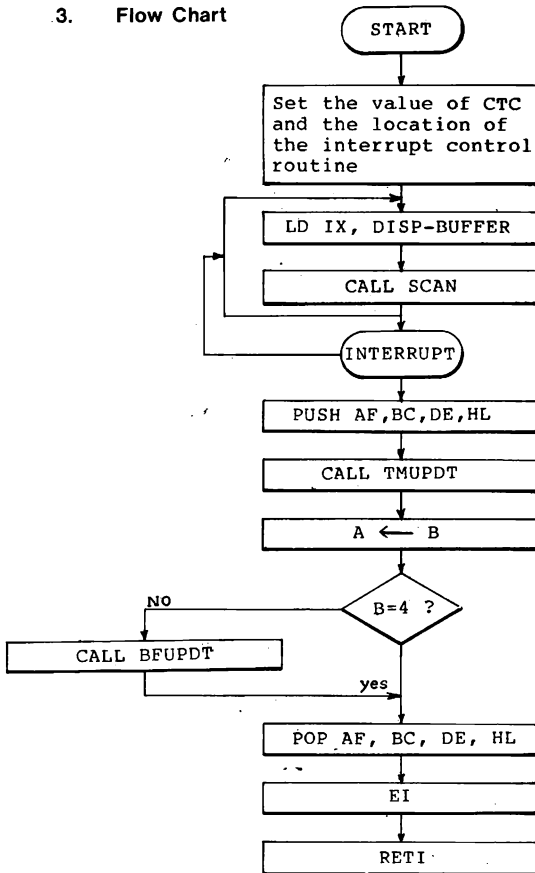 3. Flow Chart
START
Set the value of CTC
and the location of
the interrupt control
routine
LD IX, DISP-BUFFER
CALL SCAN
INTERRUPT
PUSH AF,BC,DE,HL
CALL TMUPDT
A ← B
B=4 ?
NO
CALL BFUPDT
yes
POP AF, BC, DE, HL
EI
RETI